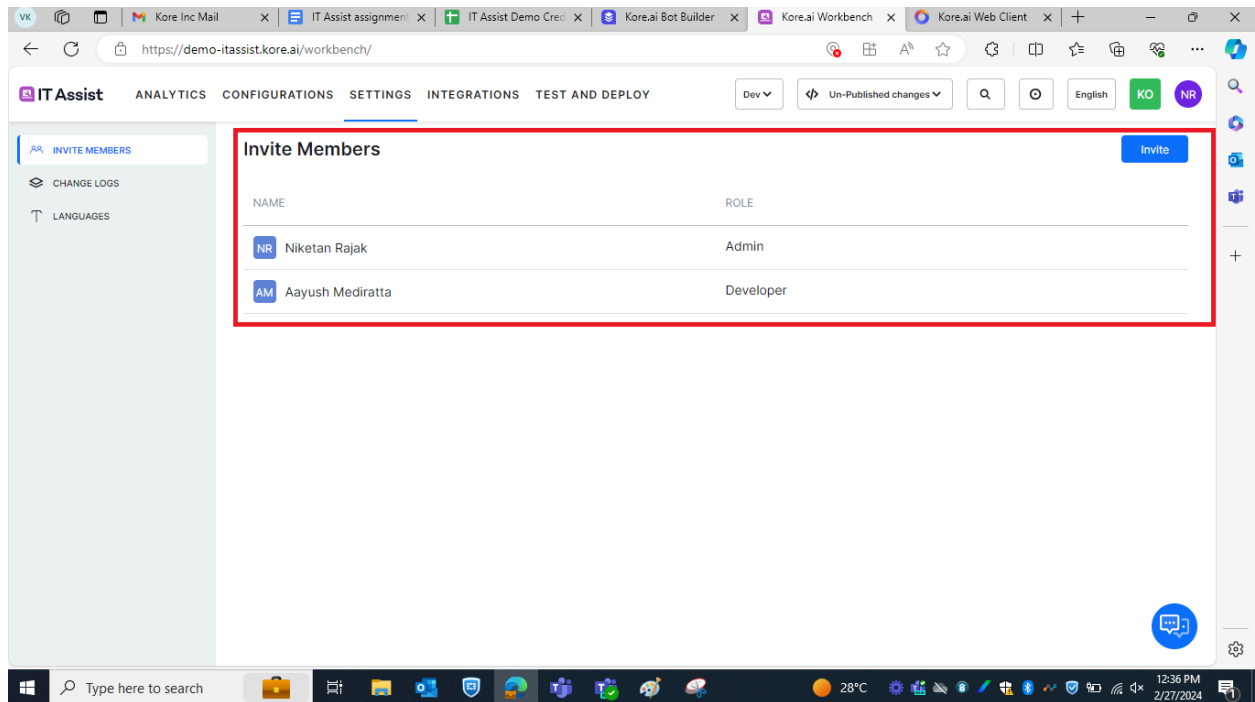 VK Kore Inc Mail IT Assist assignment IT Assist Demo Cred Kore.ai Bot Builder Kore.ai Workbench Kore.ai Web Client
https://demo-itassist.kore.ai/workbench/
IT Assist ANALYTICS CONFIGURATIONS SETTINGS INTEGRATIONS TEST AND DEPLOY Dev Un-Published changes English KO NR
INVITE MEMBERS
CHANGE LOGS
LANGUAGES
Invite Members Invite
NAME ROLE
NR Niketan Rajak Admin
AM Aayush Mediratta Developer
Type here to search 28°C 12:36 PM
2/27/2024